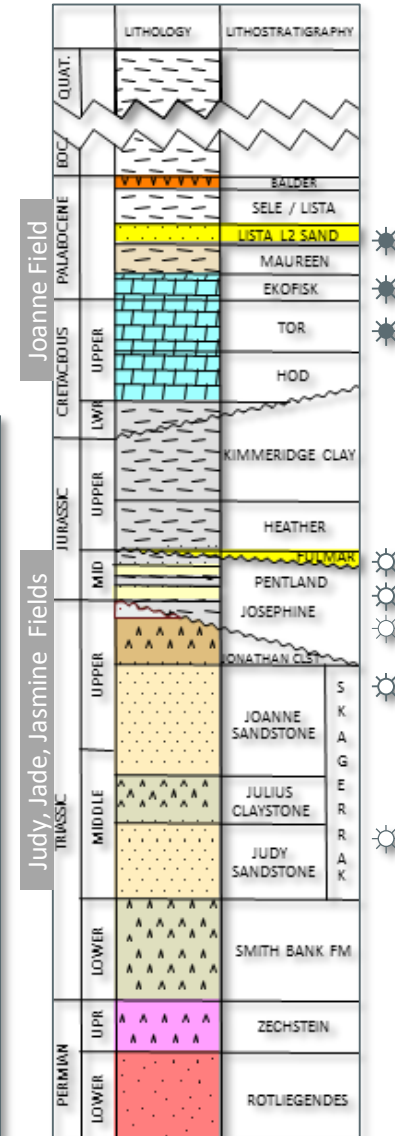 LITHOLOGY
LITHOSTRATIGRAPHY
QUAT.
EOC.
BALDER
PALABOCENE
SELE / LISTA
LISTA L2 SAND
MAUREEN
EKOFISK
Joanne Field
CRETACEOUS
UPPER
TOR
HOD
LWR
KIMMERIDGE CLAY
JURASSIC
UPPER
HEATHER
FULMAR
MID
PENTLAND
JOSEPHINE
JONATHAN CLST
Judy, Jade, Jasmine Fields
TRIASSIC
UPPER
JOANNE
SANDSTONE
SKAGERRAK
MIDDLE
JULIUS
CLAYSTONE
JUDY
SANDSTONE
LOWER
SMITH BANK FM
PERMIAN
UPR
ZECHSTEIN
LOWER
ROTLIEGENDES